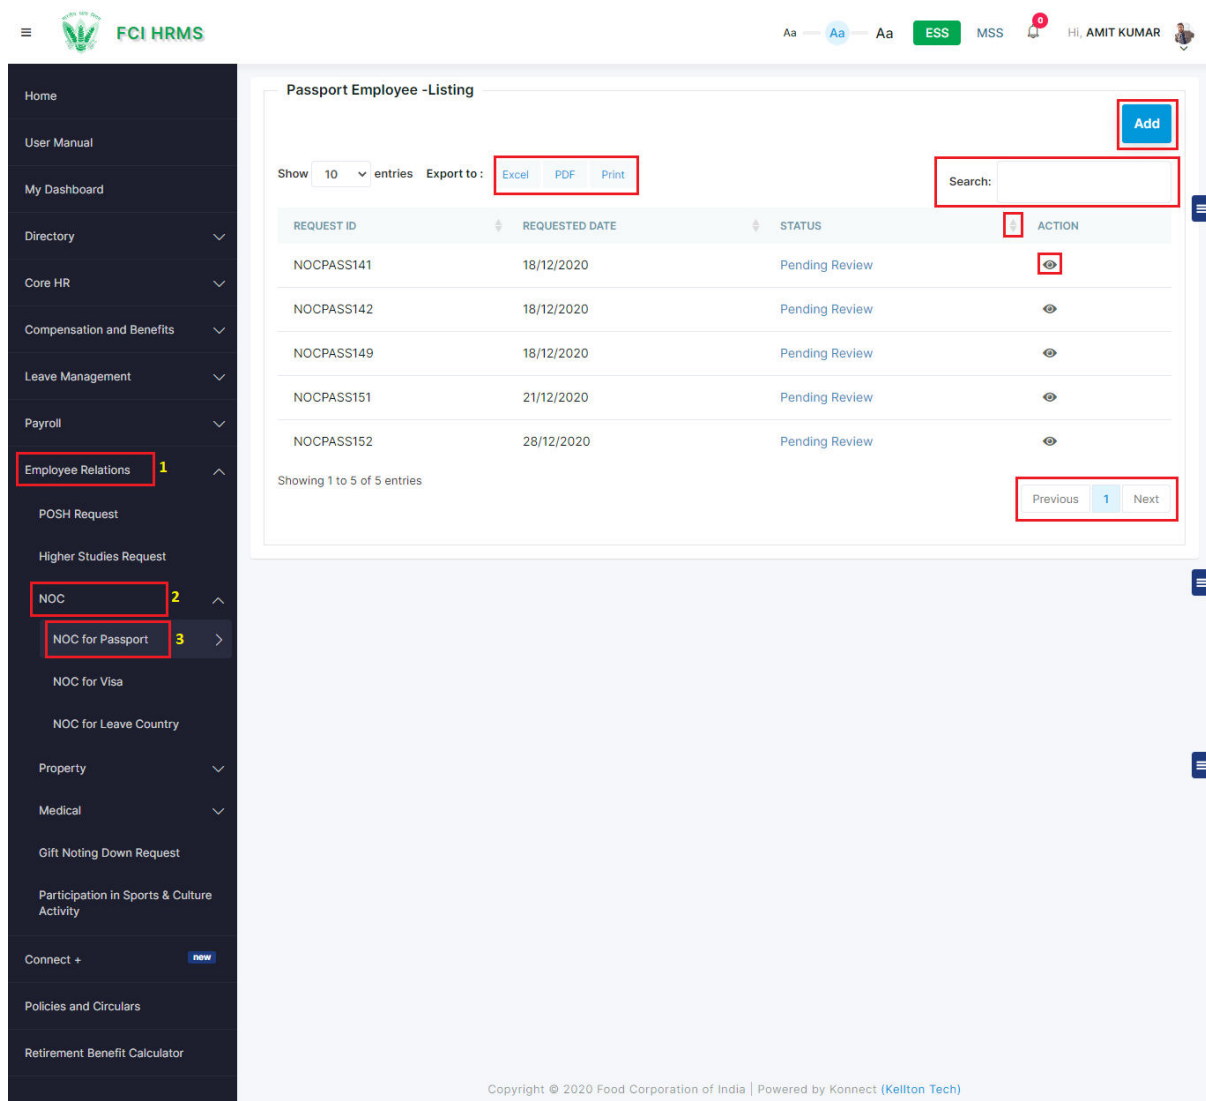 FCI HRMS
Aa Aa Aa ESS MSS 0 Hi, AMIT KUMAR
Home
User Manual
My Dashboard
Directory
Core HR
Compensation and Benefits
Leave Management
Payroll
Employee Relations 1
POSH Request
Higher Studies Request
NOC 2
NOC for Passport 3
NOC for Visa
NOC for Leave Country
Property
Medical
Gift Noting Down Request
Participation in Sports & Culture
Activity
Connect + new
Policies and Circulars
Retirement Benefit Calculator
Passport Employee -Listing
Add
Show 10 entries Export to : Excel PDF Print Search:
REQUEST ID REQUESTED DATE STATUS ACTION
NOCPASS141 18/12/2020 Pending Review
NOCPASS142 18/12/2020 Pending Review
NOCPASS149 18/12/2020 Pending Review
NOCPASS151 21/12/2020 Pending Review
NOCPASS152 28/12/2020 Pending Review
Showing 1 to 5 of 5 entries
Previous 1 Next
Copyright © 2020 Food Corporation of India | Powered by Konnect (Kellton Tech)